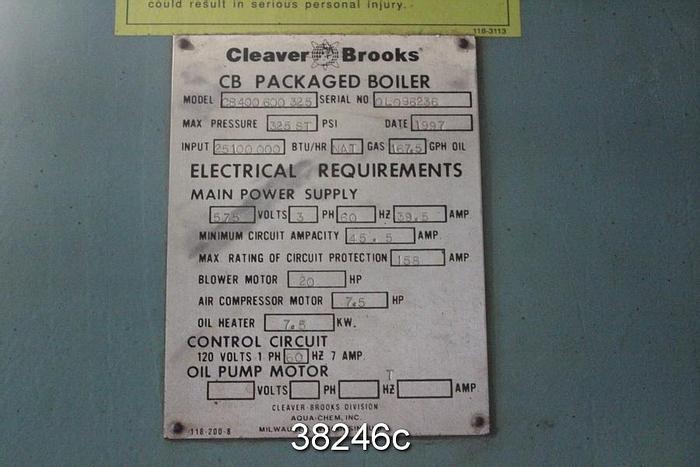 could result in serious personal injury.
118-3113
Cleaver Brooks
CB PACKAGED BOILER
MODEL CB400 600 325 SERIAL NO OL096236
MAX PRESSURE 325 ST PSI DATE 1997
INPUT 25100,000 BTU/HR NAT. GAS 167.5 GPH OIL
ELECTRICAL REQUIREMENTS
MAIN POWER SUPPLY
575 VOLTS 3 PH 60 HZ 39.5 AMP
MINIMUM CIRCUIT AMPACITY 45.5 AMP.
MAX. RATING OF CIRCUIT PROTECTION 158 AMP
BLOWER MOTOR 20 HP
AIR COMPRESSOR MOTOR 7.5 HP
OIL HEATER 7.5 KW.
CONTROL CIRCUIT
120 VOLTS 1 PH 60 HZ 7 AMP.
OIL PUMP MOTOR
VOLTS PH HZ AMP
CLEAVER-BROOKS DIVISION
AQUA-CHEM, INC.
118-200-8
38246c